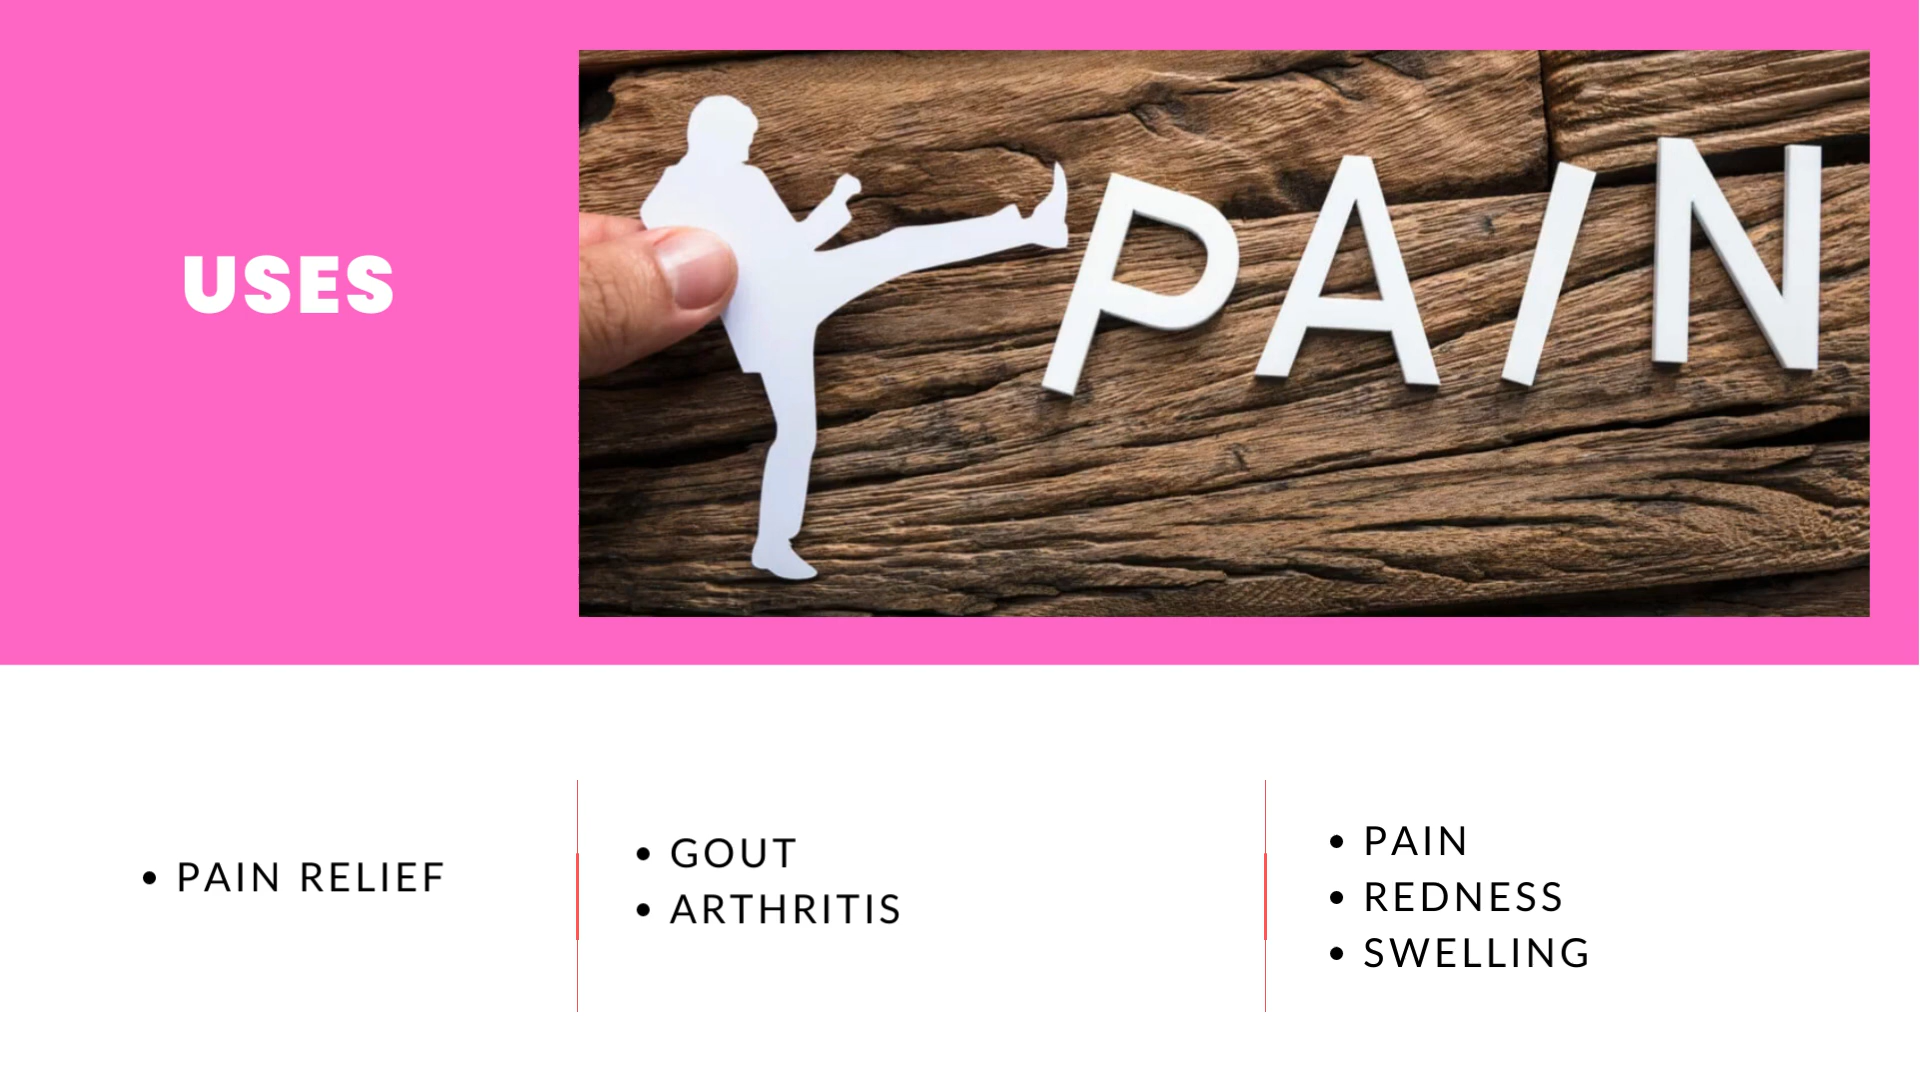 USES
PAIN
• PAIN RELIEF
• GOUT
• ARTHRITIS
• PAIN
• REDNESS
• SWELLING